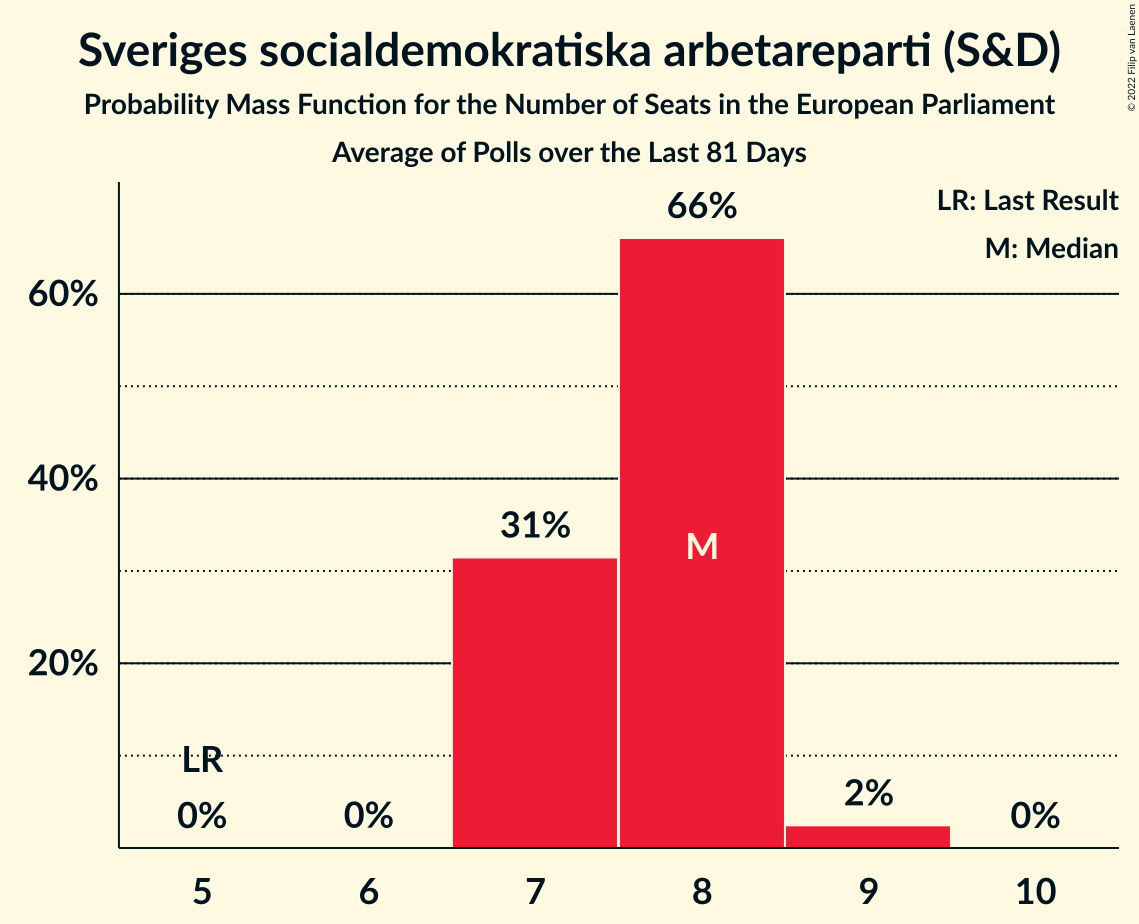 Sveriges socialdemokratiska arbetareparti (S&D)
Probability Mass Function for the Number of Seats in the European Parliament
Average of Polls over the Last 81 Days
© 2022 Filip van Laenen
LR: Last Result
M: Median
66%
60%
40%
31%
M
20%
LR
0%
0%
2%
0%
5
6
7
8
9
10